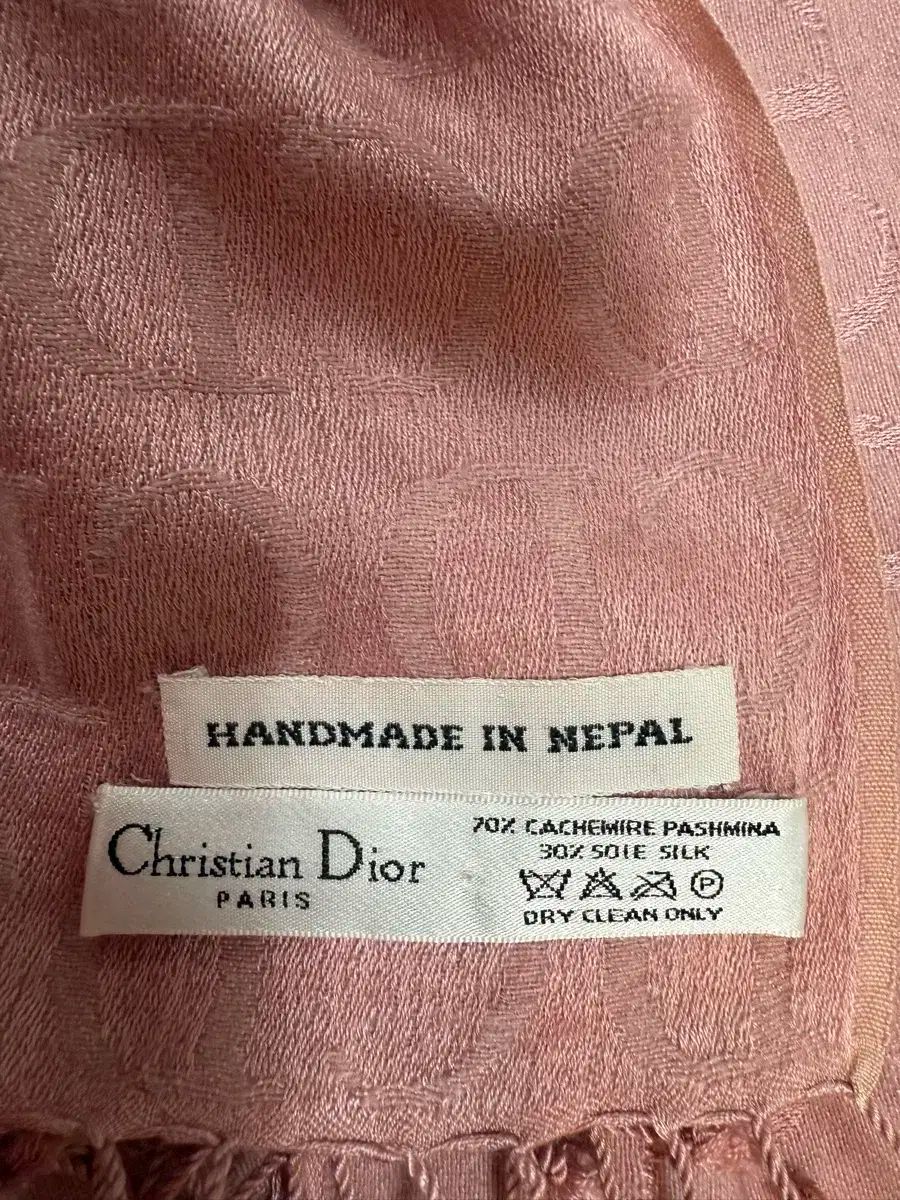 HANDMADE IN NEPAL
Christian Dior
PARIS
70% CACHEMIRE PASHMINA
30% SOIE SILK
P
DRY CLEAN ONLY